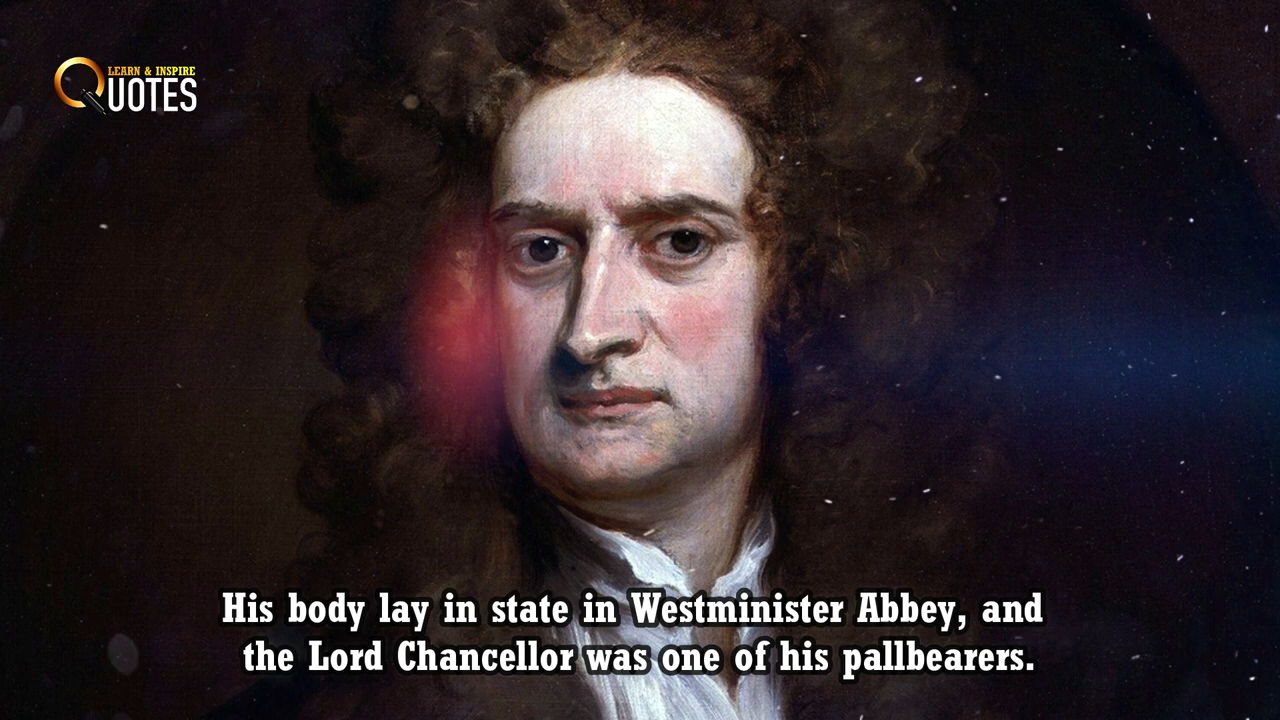 LEARN & INSPIRE
QUOTES
His body lay in state in Westminister Abbey, and
the Lord Chancellor was one of his pallbearers.